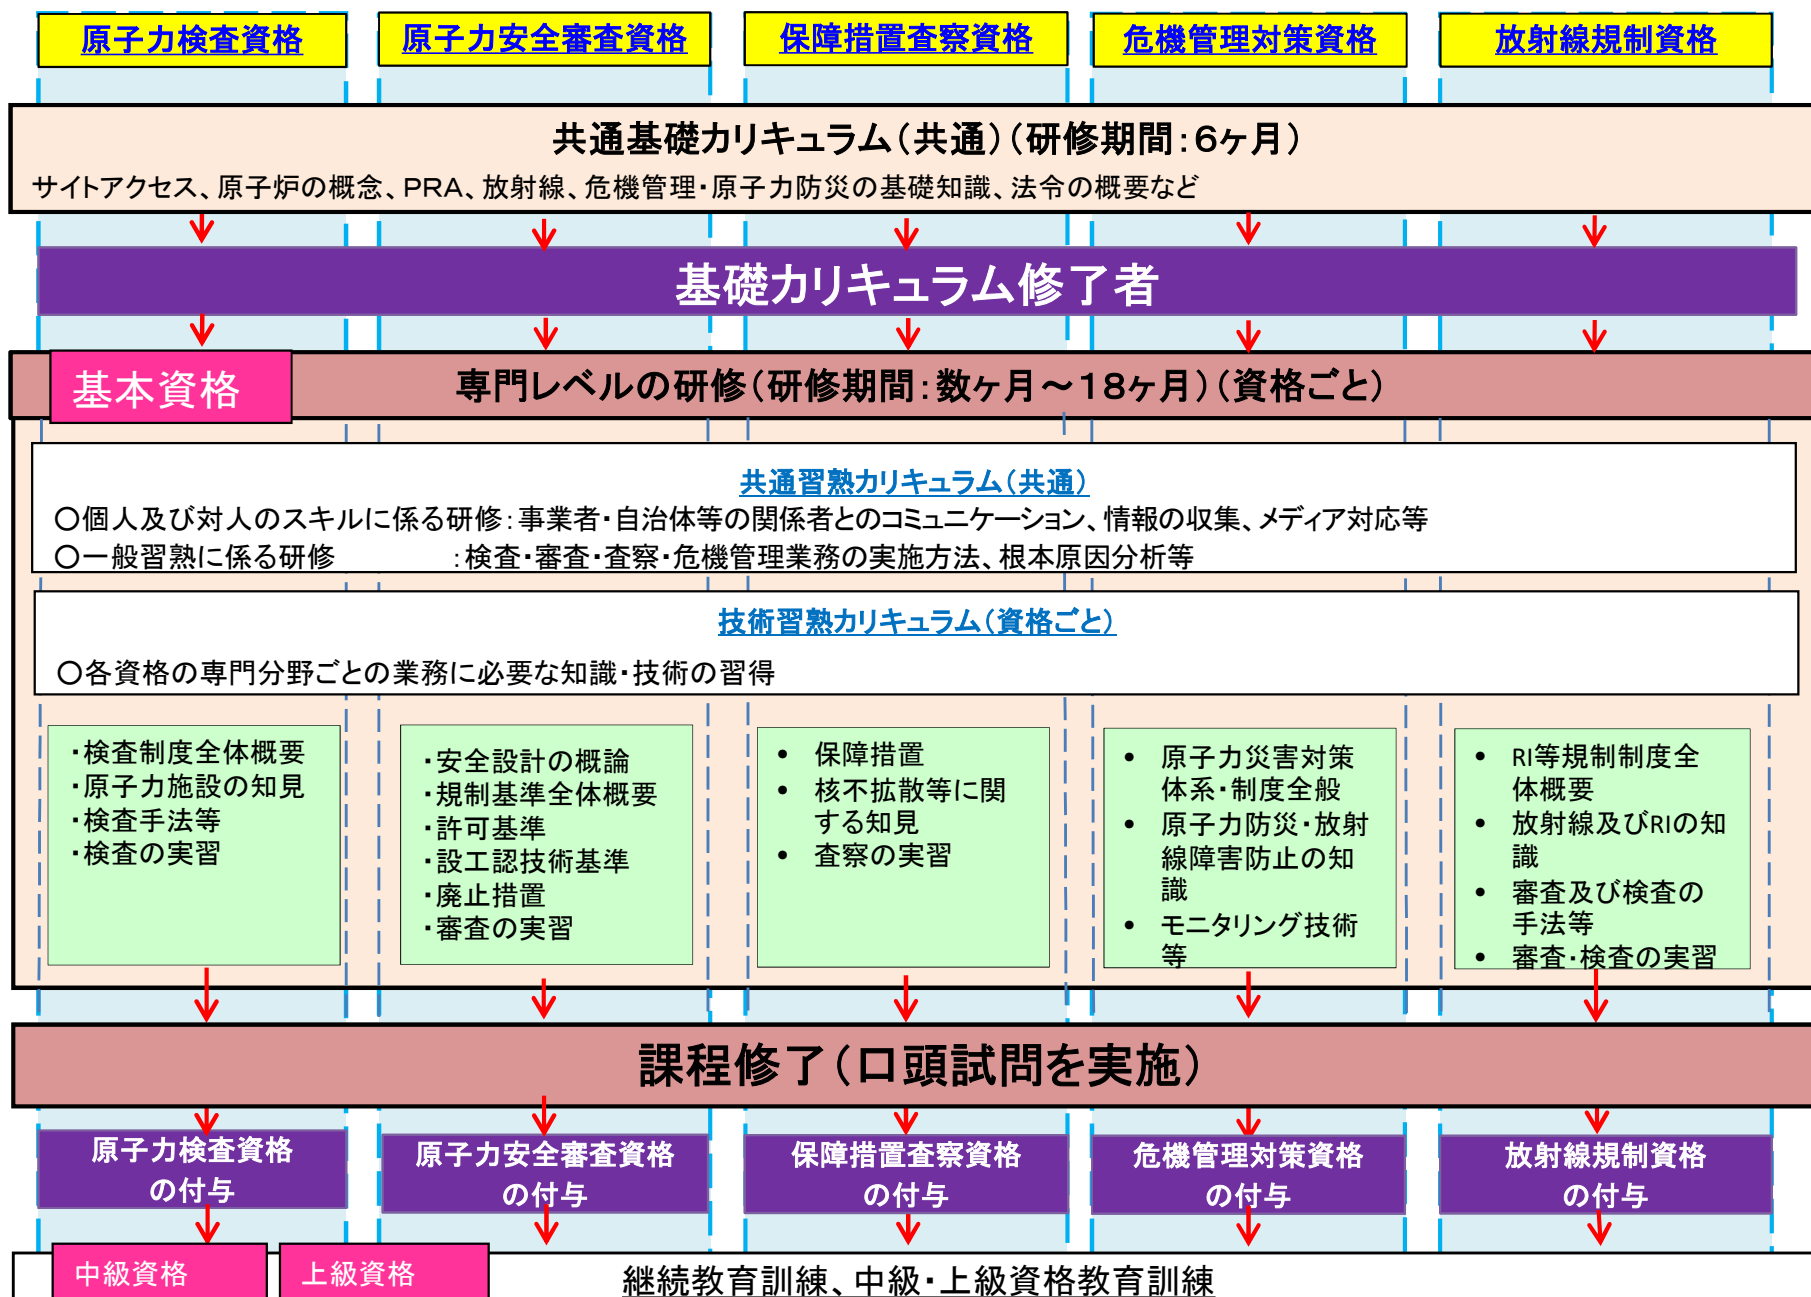 原子力検査資格
原子力安全審査資格
保障措置査察資格
危機管理対策資格
放射線規制資格
共通基礎カリキュラム(共通)(研修期間:6ヶ月)
サイトアクセス、原子炉の概念、PRA、放射線、危機管理・原子力防災の基礎知識、法令の概要など
基礎カリキュラム修了者
基本資格
専門レベルの研修(研修期間:数ヶ月～18ヶ月)(資格ごと)
共通習熟カリキュラム(共通)
〇個人及び対人のスキルに係る研修:事業者・自治体等の関係者とのコミュニケーション、情報の収集、メディア対応等
〇一般習熟に係る研修　　　　:検査・審査・査察・危機管理業務の実施方法、根本原因分析等
技術習熟カリキュラム(資格ごと)
〇各資格の専門分野ごとの業務に必要な知識・技術の習得
・検査制度全体概要
・原子力施設の知見
・検査手法等
・検査の実習
・安全設計の概論
・規制基準全体概要
・許可基準
・設工認技術基準
・廃止措置
・審査の実習
• 保障措置
• 核不拡散等に関
する知見
• 査察の実習
• 原子力災害対策
体系・制度全般
• 原子力防災・放射
線障害防止の知
識
• モニタリング技術
等
• RI等規制制度全
体概要
• 放射線及びRIの知
識
• 審査及び検査の
手法等
• 審査・検査の実習
課程修了(口頭試問を実施)
原子力検査資格
の付与
原子力安全審査資格
の付与
保障措置査察資格
の付与
危機管理対策資格
の付与
放射線規制資格
の付与
中級資格
上級資格
継続教育訓練、中級・上級資格教育訓練